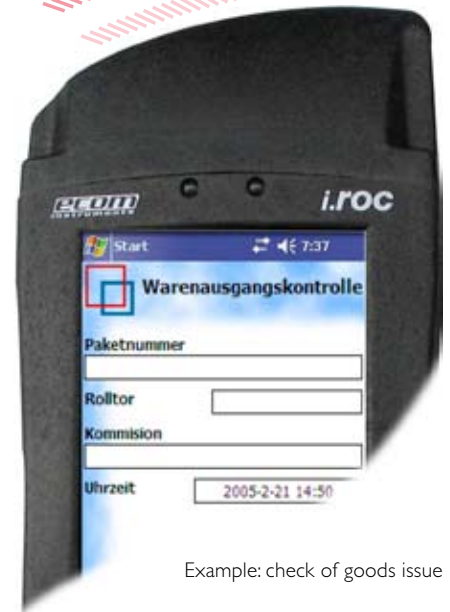 ecom
instruments
i.roc
Start 7:37
Warenausgangskontrolle
Paketnummer
Rolltor
Kommision
Uhrzeit 2005-2-21 14:50
Example: check of goods issue